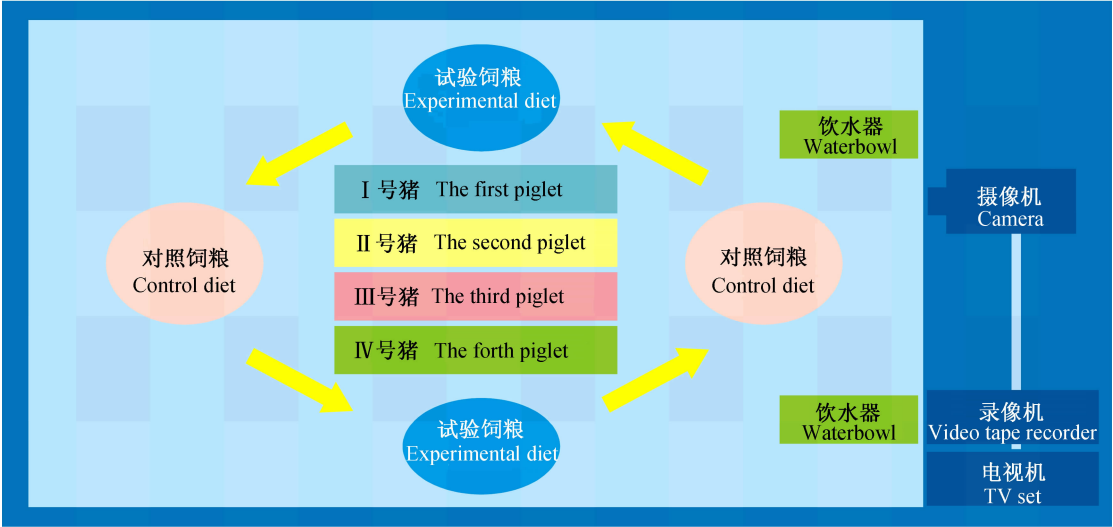 试验饲粮
Experimental diet
饮水器
Waterbowl
Ⅰ号猪 The first piglet
摄像机
Camera
Ⅱ号猪 The second piglet
对照饲粮
Control diet
对照饲粮
Control diet
Ⅲ号猪 The third piglet
Ⅳ号猪 The forth piglet
饮水器
Waterbowl
录像机
Video tape recorder
试验饲粮
Experimental diet
电视机
TV set